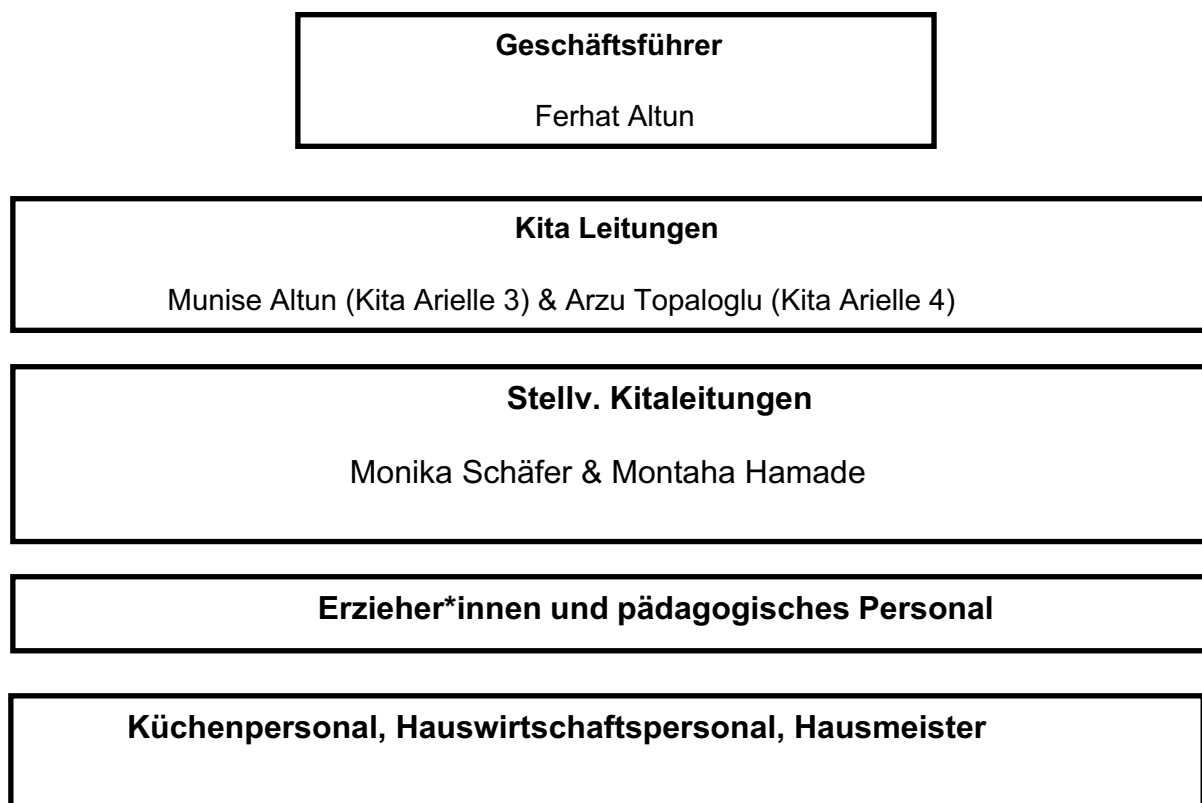 Geschäftsführer
Ferhat Altun
Kita Leitungen
Munise Altun (Kita Arielle 3) & Arzu Topaloglu (Kita Arielle 4)
Stellv. Kitaleitungen
Monika Schäfer & Montaha Hamade
Erzieher*innen und pädagogisches Personal
Küchenpersonal, Hauswirtschaftspersonal, Hausmeister